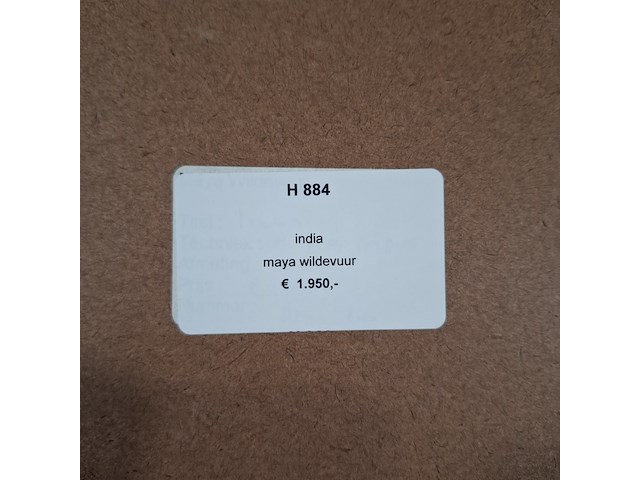 H 884
india
maya wildevuur
€ 1.950,-